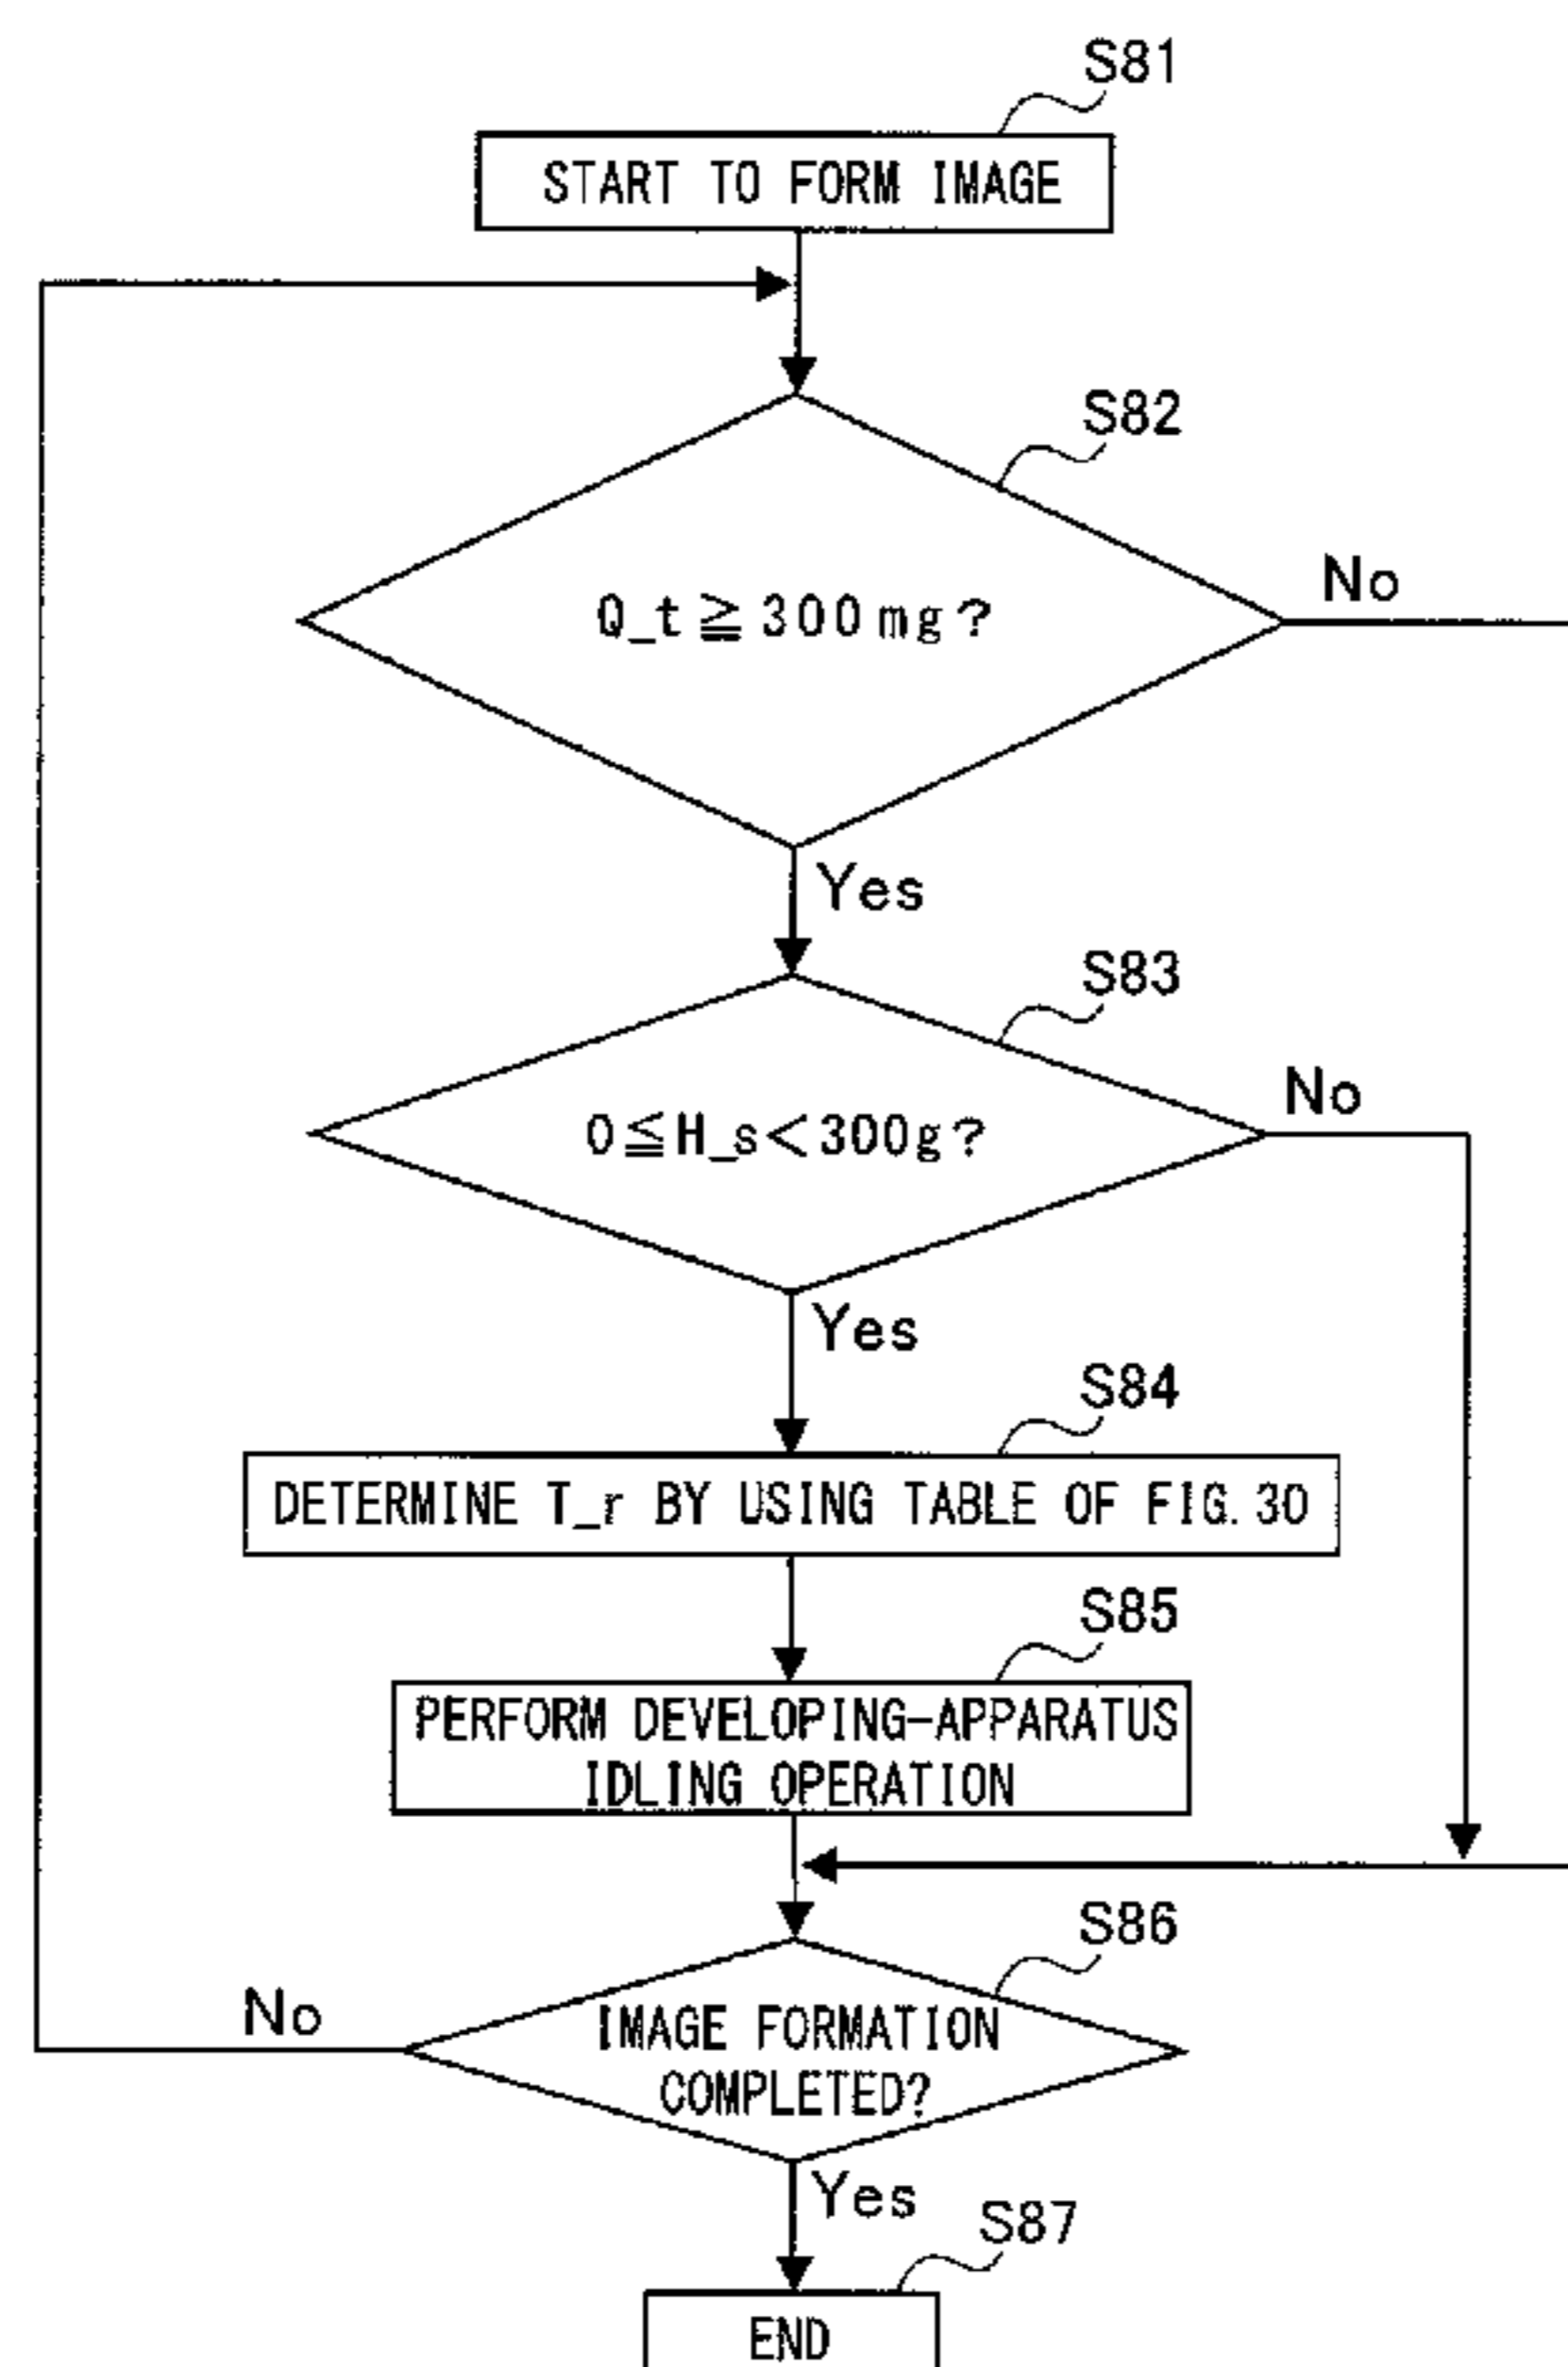 S81
START TO FORM IMAGE
S82
Q_t≧300mg?
No
Yes
S83
0≦H_s<300g?
No
Yes
S84
DETERMINE T_r BY USING TABLE OF FIG.30
S85
PERFORM DEVELOPING-APPARATUS
IDLING OPERATION
S86
No
IMAGE FORMATION
COMPLETED?
Yes
S87
END